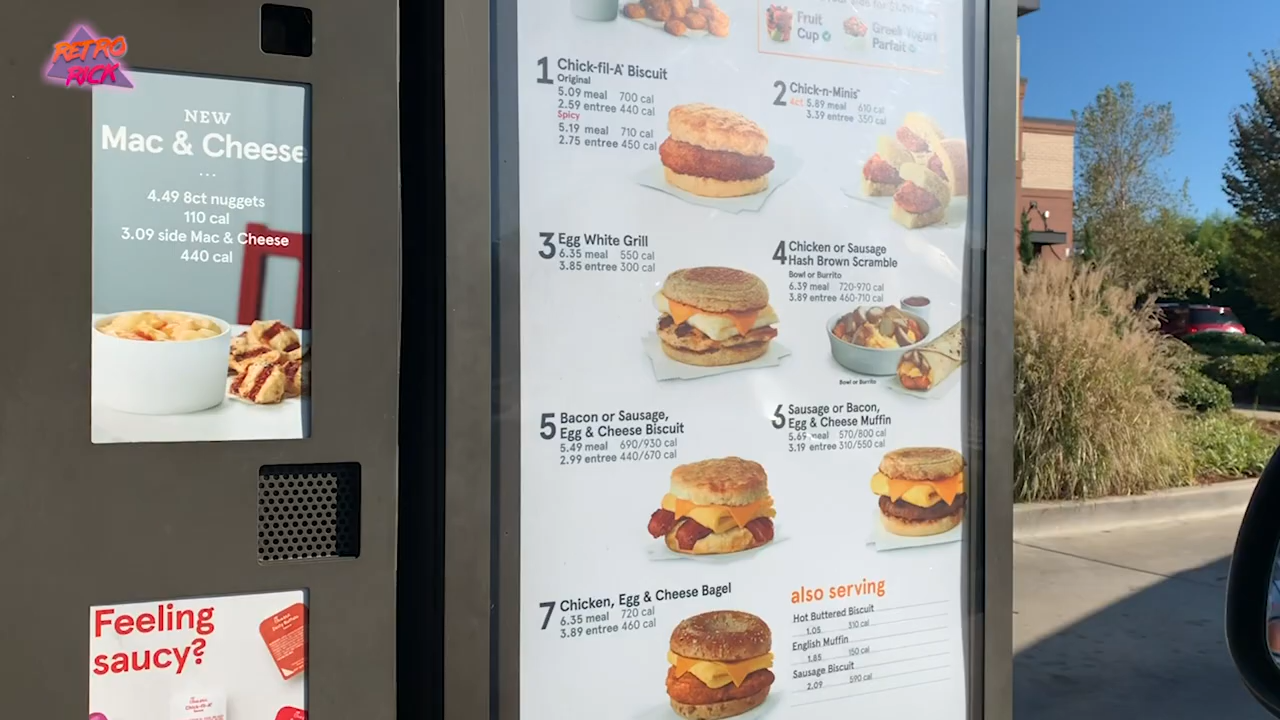 RETRO
RICK
NEW
Mac & Cheese
...
4.49 8ct nuggets
110 cal
3.09 side Mac & Cheese
440 cal
Feeling
saucy?
Fruit
Cup
Greek Yogurt
Parfait
1 Chick-fil-A® Biscuit
Original
5.09 meal 700 cal
2.59 entree 440 cal
Spicy
5.19 meal 710 cal
2.75 entree 450 cal
2 Chick-n-Minis™
4ct 5.89 meal 610 cal
3.39 entree 350 cal
3 Egg White Grill
6.35 meal 550 cal
3.85 entree 300 cal
4 Chicken or Sausage
Hash Brown Scramble
Bowl or Burrito
6.39 meal 720-970 cal
3.89 entree 460-710 cal
Bowl or Burrito
5 Bacon or Sausage,
Egg & Cheese Biscuit
5.49 meal 690/930 cal
2.99 entree 440/670 cal
6 Sausage or Bacon,
Egg & Cheese Muffin
5.69 meal 570/800 cal
3.19 entree 310/550 cal
7 Chicken, Egg & Cheese Bagel
6.35 meal 720 cal
3.89 entree 460 cal
also serving
Hot Buttered Biscuit
1.05 310 cal
English Muffin
1.85 150 cal
Sausage Biscuit
2.09 590 cal